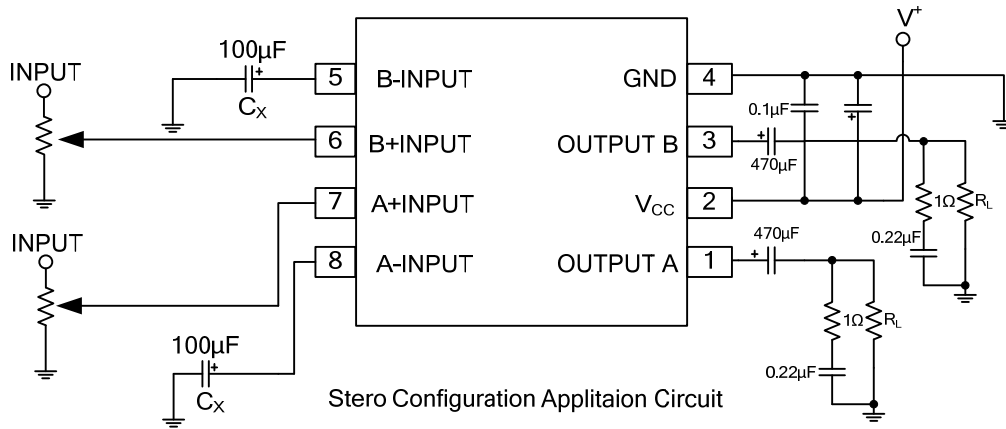 V+
100µF
+
INPUT
5
B-INPUT
GND
4
CX
0.1µF
+
6
B+INPUT
OUTPUT B
3
+
470µF
7
A+INPUT
VCC
2
1Ω
RL
INPUT
470µF
0.22µF
8
A-INPUT
OUTPUT A
1
+
100µF
+
1Ω
RL
CX
0.22µF
Stero Configuration Applitaion Circuit